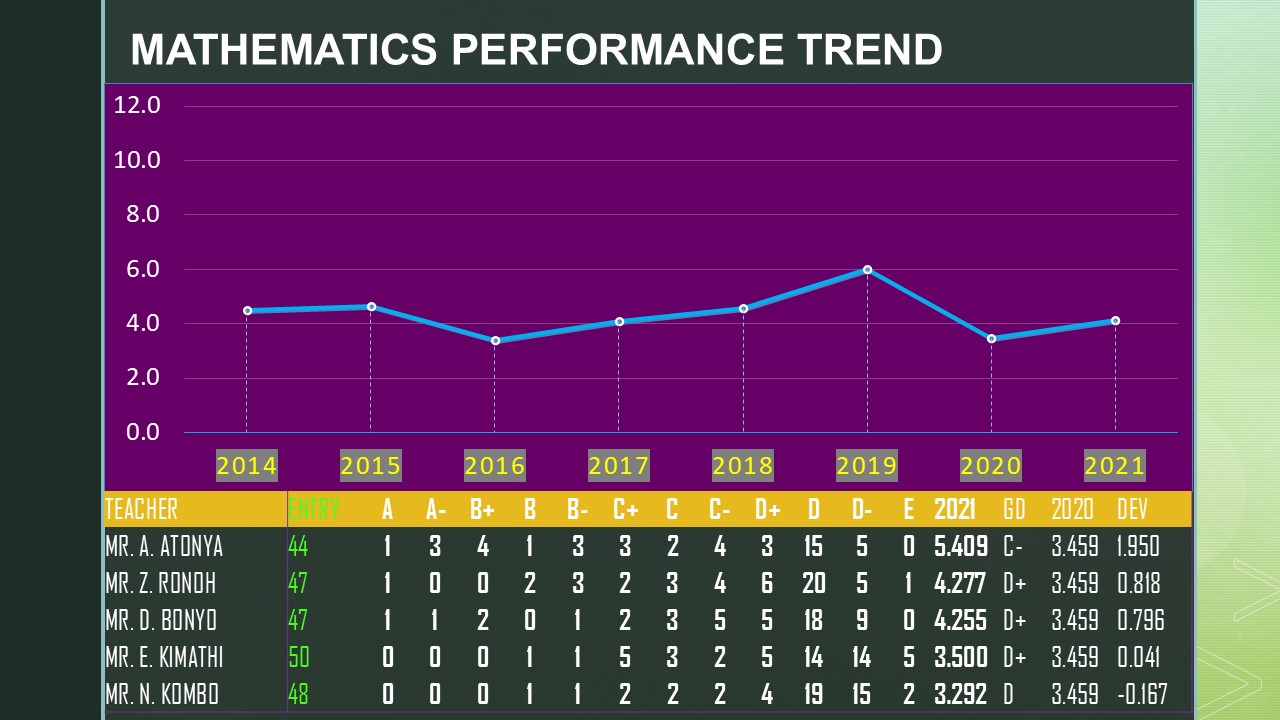 MATHEMATICS PERFORMANCE TREND
12.0
10.0
8.0
6.0
4.0
2.0
0.0
2014 2015 2016 2017 2018 2019 2020 2021
TEACHER ENTRY A A- B+ B B- C+ C C- D+ D D- E 2021 GD 2020 DEV
MR. A. ATONYA 44 1 3 4 1 3 3 2 4 3 15 5 0 5.409 C- 3.459 1.950
MR. Z. RONOH 47 1 0 0 2 3 2 3 4 6 20 5 1 4.277 D+ 3.459 0.818
MR. D. BONYO 47 1 1 2 0 1 2 3 5 5 18 9 0 4.255 D+ 3.459 0.796
MR. E. KIMATHI 50 0 0 0 1 1 5 3 2 5 14 14 5 3.500 D+ 3.459 0.041
MR. N. KOMBO 48 0 0 0 1 1 2 2 2 4 19 15 2 3.292 D 3.459 -0.167